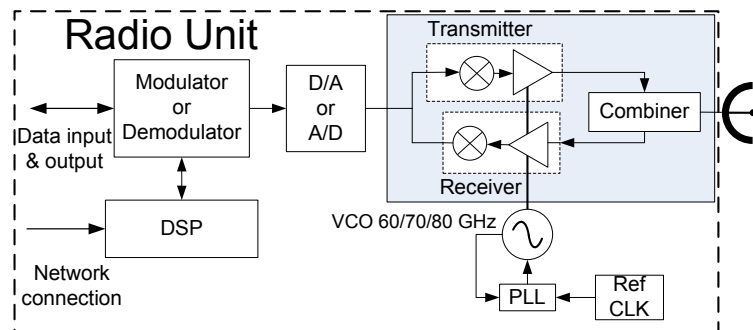 Radio Unit
Transmitter
Modulator
or
Demodulator
D/A
or
A/D
Combiner
Data input
& output
Receiver
DSP
VCO 60/70/80 GHz
Network
connection
PLL
Ref
CLK